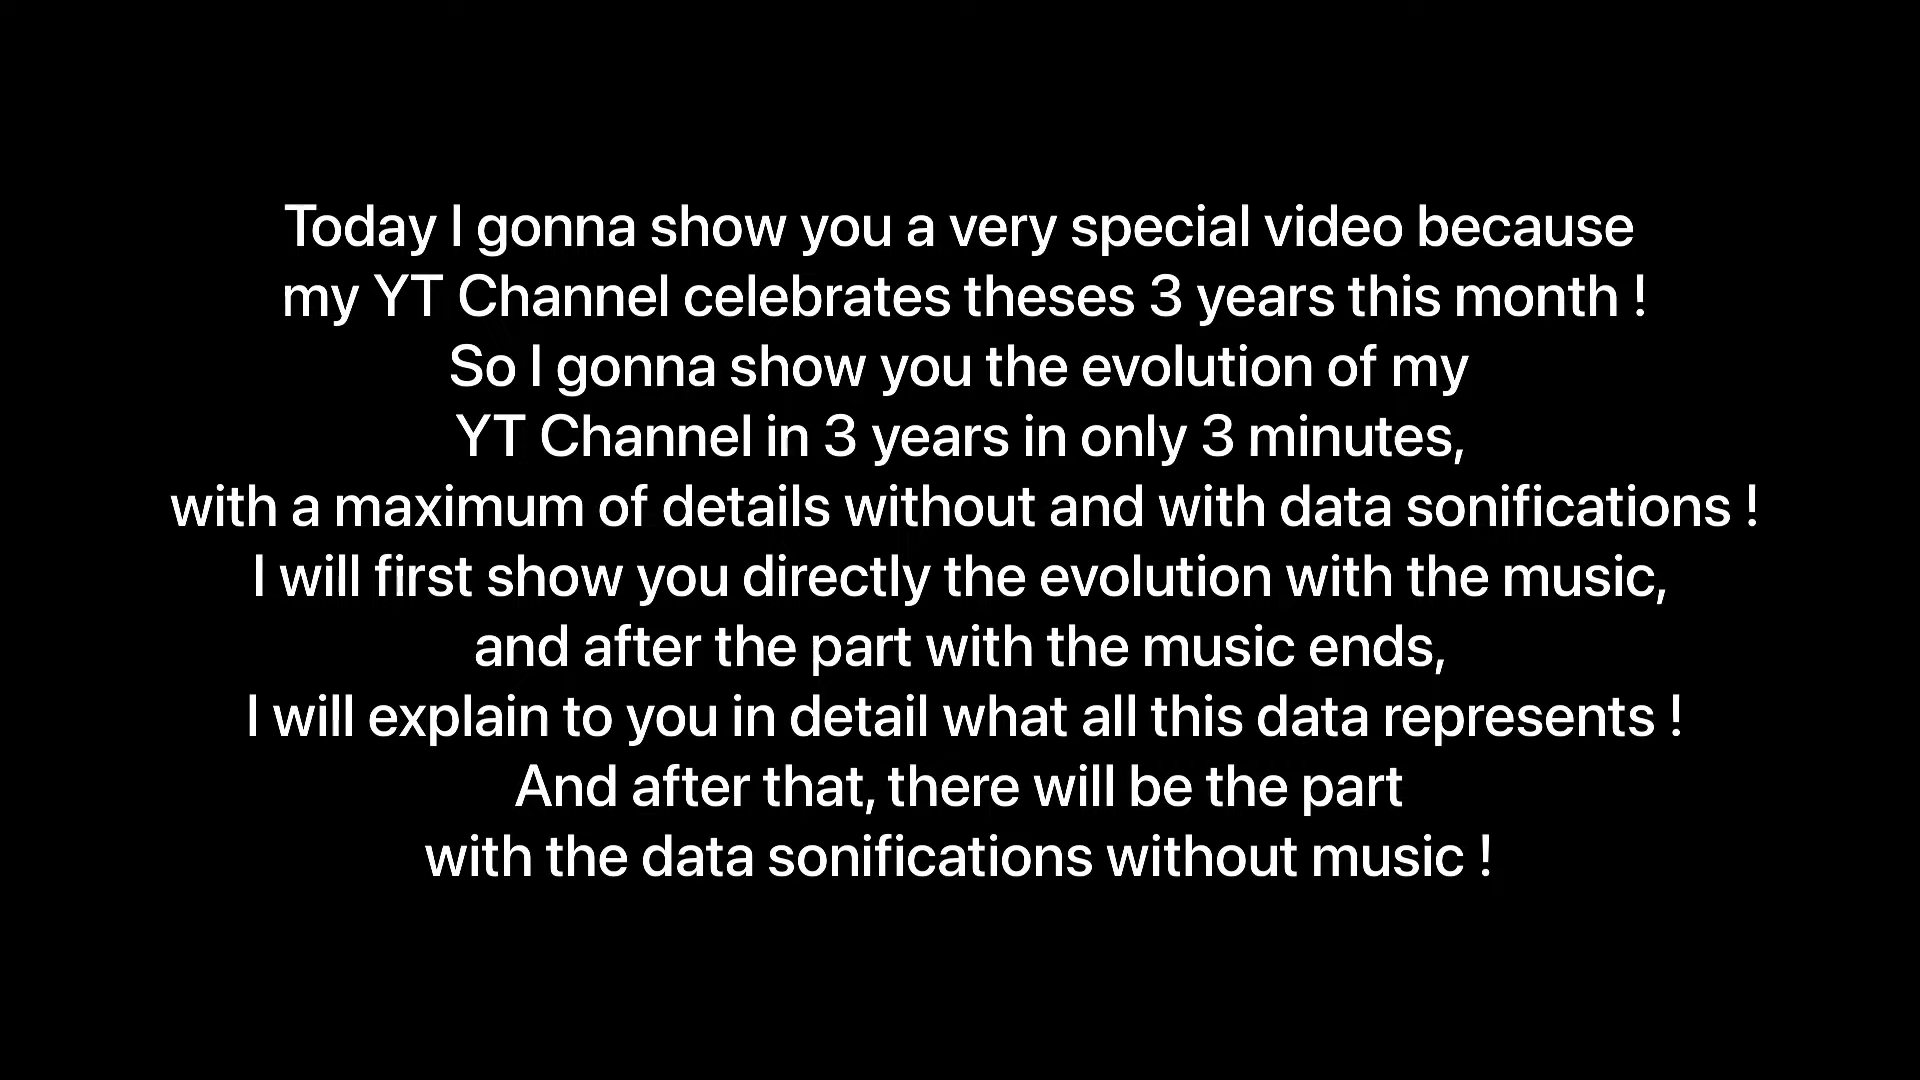 Today I gonna show you a very special video because
my YT Channel celebrates theses 3 years this month !
So I gonna show you the evolution of my
YT Channel in 3 years in only 3 minutes,
with a maximum of details without and with data sonifications !
I will first show you directly the evolution with the music,
and after the part with the music ends,
I will explain to you in detail what all this data represents !
And after that, there will be the part
with the data sonifications without music !